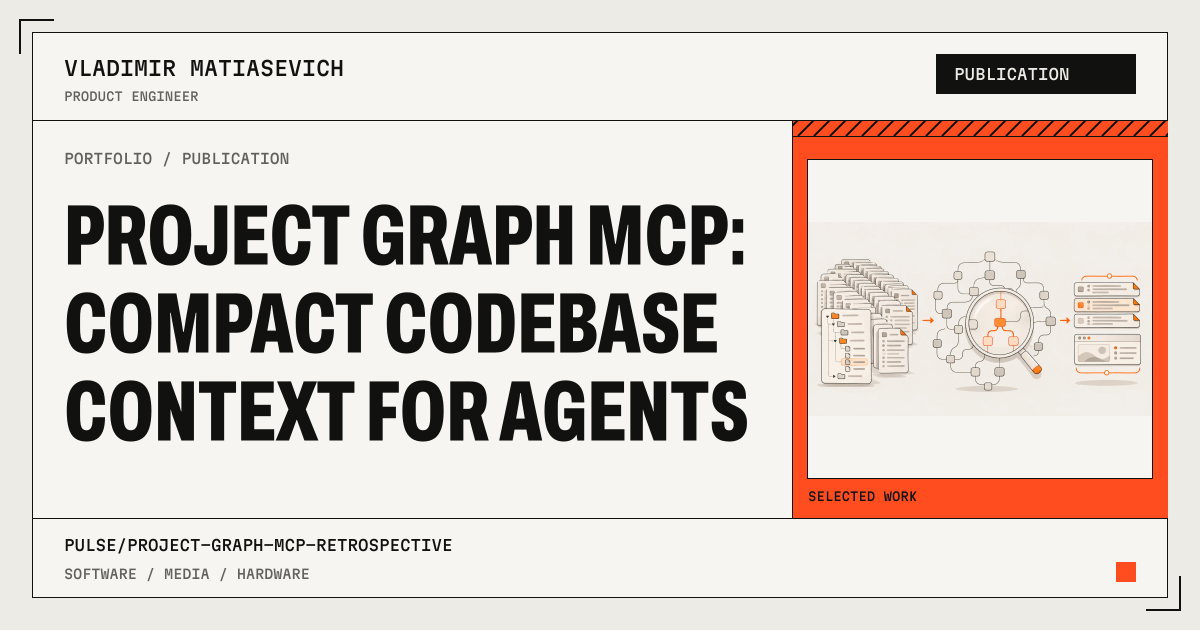 VLADIMIR MATIASEVICH
PRODUCT ENGINEER
PUBLICATION
PORTFOLIO / PUBLICATION
PROJECT GRAPH MCP:
COMPACT CODEBASE
CONTEXT FOR AGENTS
SELECTED WORK
PULSE/PROJECT-GRAPH-MCP-RETROSPECTIVE
SOFTWARE / MEDIA / HARDWARE